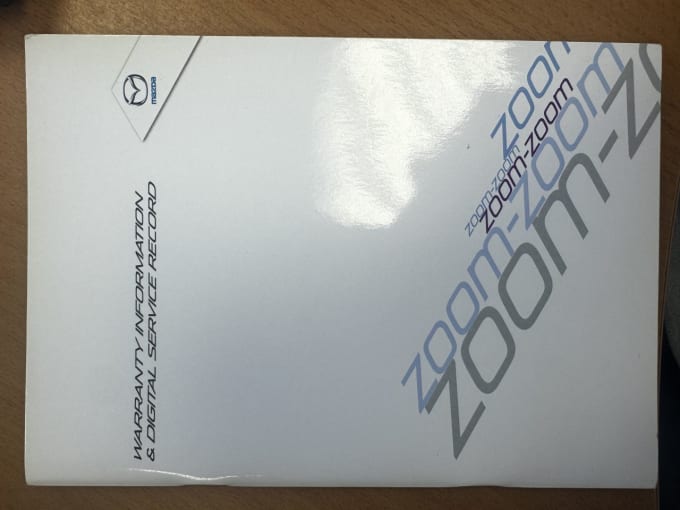 mazda
WARRANTY INFORMATION
& DIGITAL SERVICE RECORD
zoom
zoom-zoom
zoom-zoom
zoom-zoom
zoom-zo